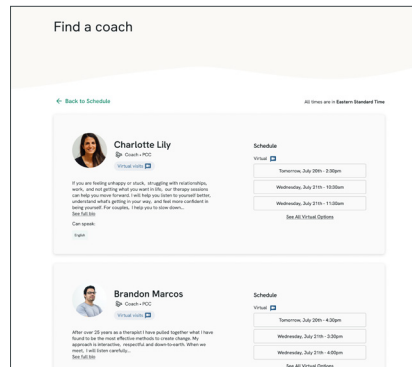 Find a coach
← Back to Schedule
All times are in Eastern Standard Time
Charlotte Lily
Coach • PCC
Virtual visits
If you are feeling unhappy or stuck, struggling with relationships,
work, and not getting what you want in life, our therapy sessions
can help you move forward. I will help you to listen to yourself better,
understand what's getting in your way, and feel more confident in
being yourself. For couples, I help you to slow down...
See full bio
Can speak:
English
Schedule
Virtual
Tomorrow, July 20th - 2:30pm
Wednesday, July 21th - 10:30am
Wednesday, July 21th - 11:30am
See All Virtual Options
Brandon Marcos
Coach • PCC
Virtual visits
After over 25 years as a therapist I have pulled together what I have
found to be the most effective methods to create change. My
approach is interactive, respectful and down-to-earth. When we
meet, I will listen carefully...
See full bio
Schedule
Virtual
Tomorrow, July 20th - 4:30pm
Wednesday, July 21th - 3:30pm
Wednesday, July 21th - 4:00pm
See All Virtual Options